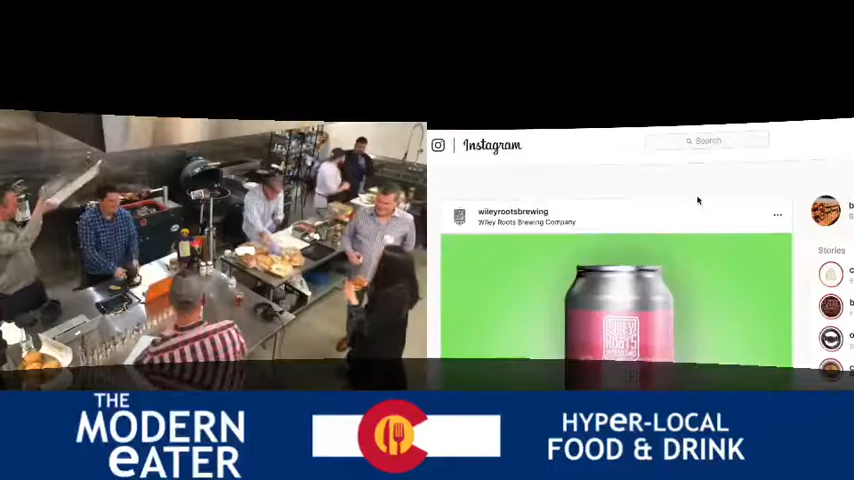 Instagram
Search
wileyrootsbrewing
Wiley Roots Brewing Company
Stories
WILEY
ROOTS
THE
MODERN
eATER
HYPeR-LOCAL
FOOD & DRINK